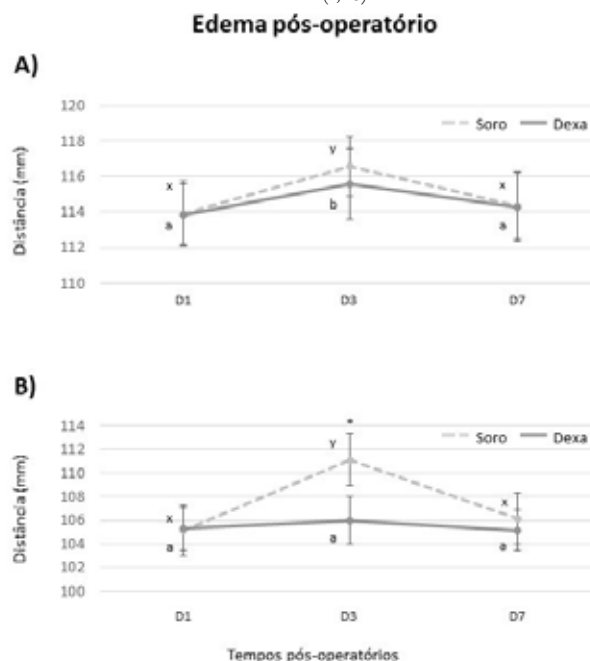 Edema pós-operatório
A)
120
118
116
114
112
110
Distância (mm)
Soro Dexa
x
a
y
b
x
a
D1 D3 D7
B)
114
112
110
108
106
104
102
100
Distância (mm)
Soro Dexa
*
x
a
y
a
x
a
D1 D3 D7
Tempos pós-operatórios